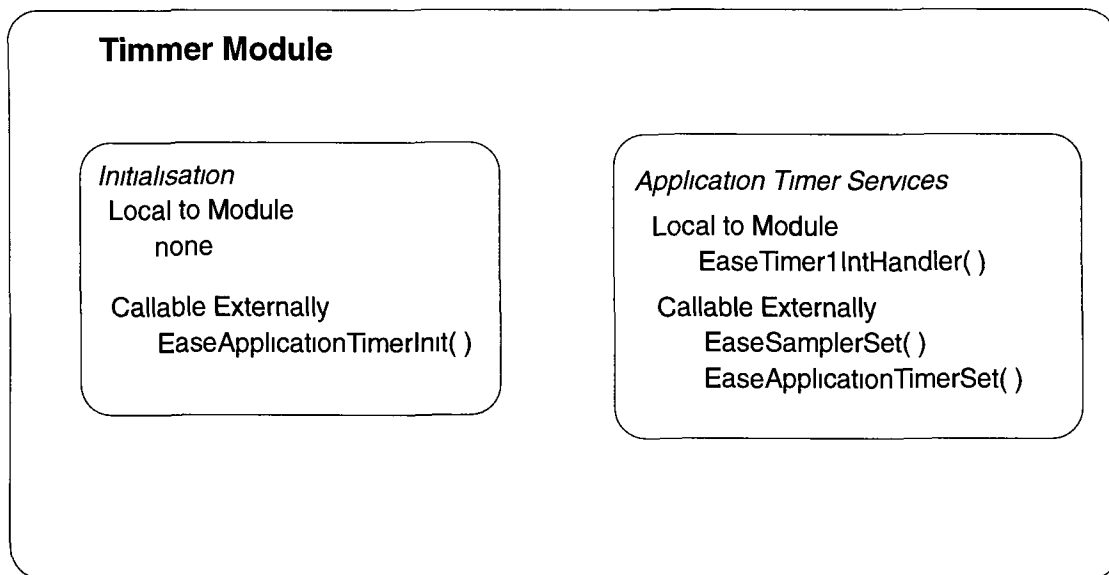 Timmer Module
Initialisation
Local to Module
none
Callable Externally
EaseApplicationTimerInit( )
Application Timer Services
Local to Module
EaseTimer1IntHandler( )
Callable Externally
EaseSamplerSet( )
EaseApplicationTimerSet( )